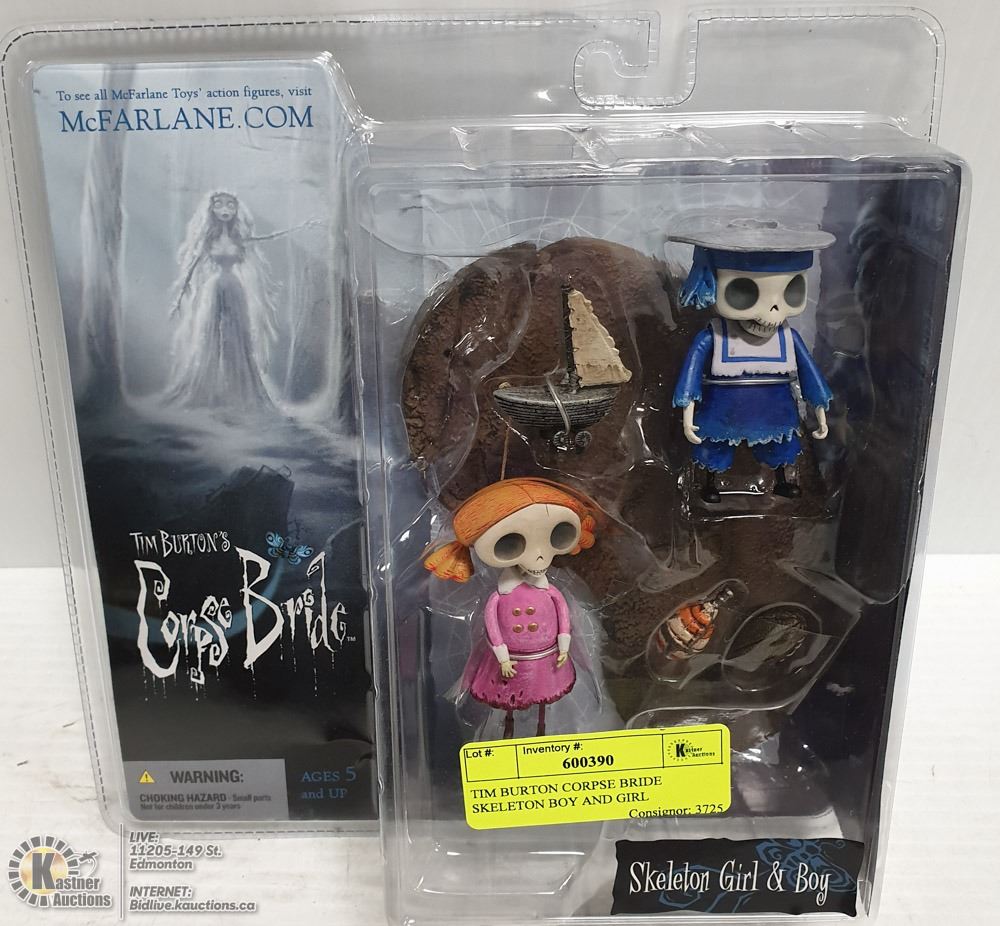 To see all McFarlane Toys' action figures, visit
McFARLANE.COM
TIM BURTON'S
Corpse Bride™
WARNING:
CHOKING HAZARD - Small parts
Not for children under 3 years
AGES 5
and UP
Lot #:
Inventory #:
600390
Kastner
Auctions
TIM BURTON CORPSE BRIDE
SKELETON BOY AND GIRL
Consignor: 3725
Skeleton Girl & Boy
Kastner
Auctions
LIVE:
11205-149 St.
Edmonton
INTERNET:
Bidlive.kauctions.ca